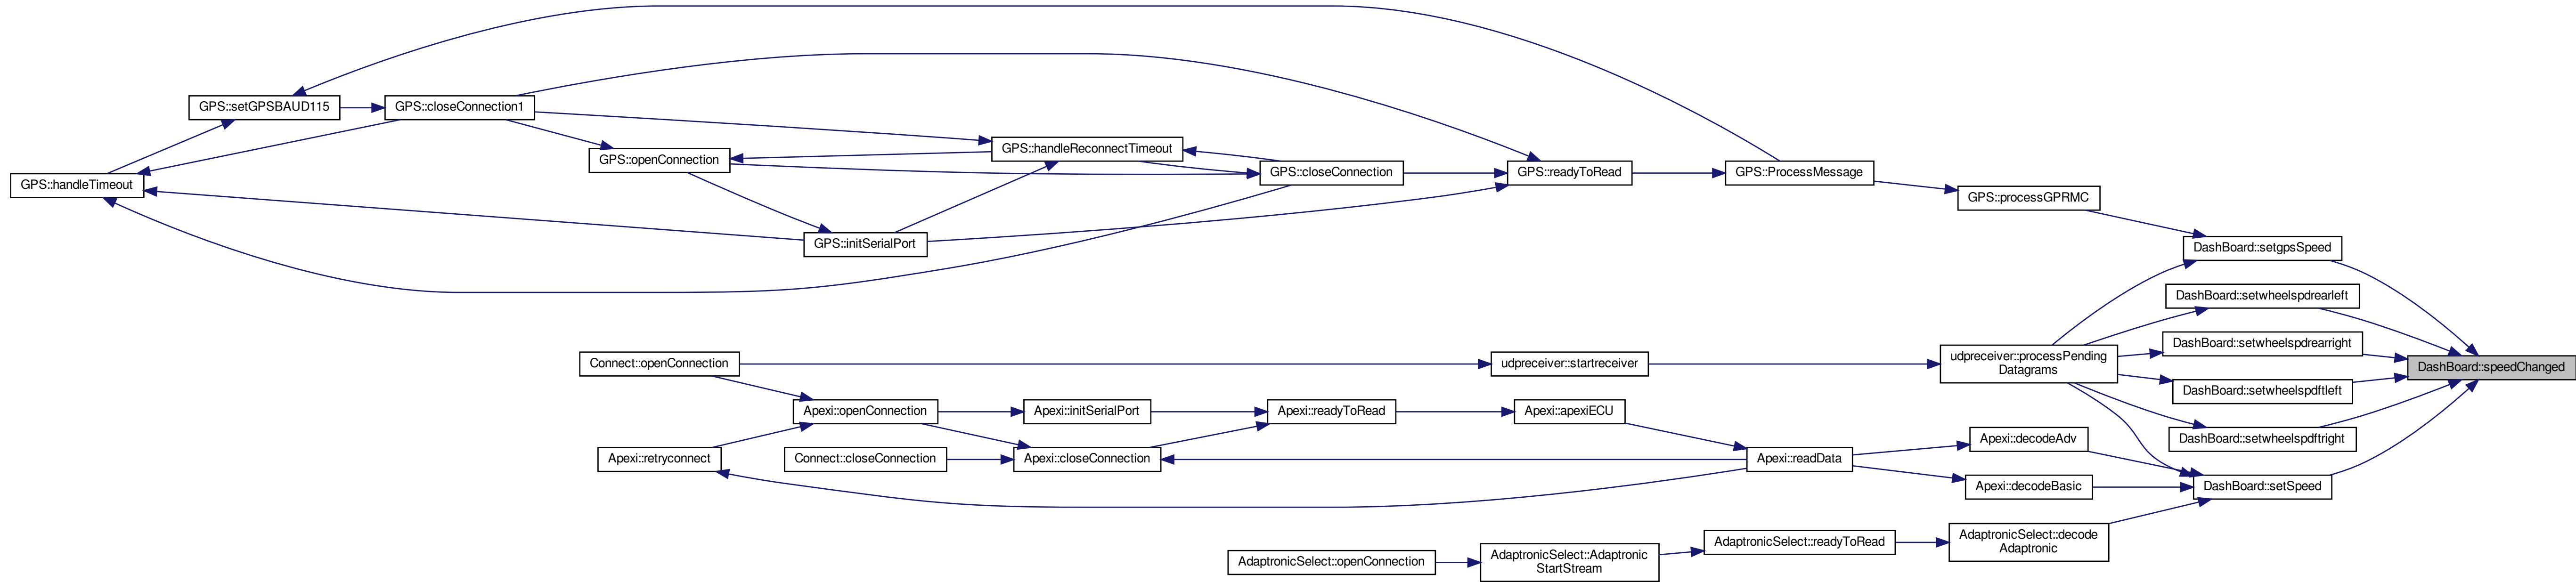 GPS::setGPSBAUD115
GPS::closeConnection1
GPS::handleReconnectTimeout
GPS::openConnection
GPS::closeConnection
GPS::readyToRead
GPS::ProcessMessage
GPS::handleTimeout
GPS::processGPRMC
GPS::initSerialPort
DashBoard::setgpsSpeed
DashBoard::setwheelspdrearleft
DashBoard::setwheelspdrearright
Connect::openConnection
udpreceiver::startreceiver
udpreceiver::processPending
Datagrams
DashBoard::speedChanged
DashBoard::setwheelspdftleft
Apexi::openConnection
Apexi::initSerialPort
Apexi::readyToRead
Apexi::apexiECU
DashBoard::setwheelspdftright
Apexi::decodeAdv
Apexi::retryconnect
Connect::closeConnection
Apexi::closeConnection
Apexi::readData
Apexi::decodeBasic
DashBoard::setSpeed
AdaptronicSelect::decode
Adaptronic
AdaptronicSelect::readyToRead
AdaptronicSelect::Adaptronic
StartStream
AdaptronicSelect::openConnection